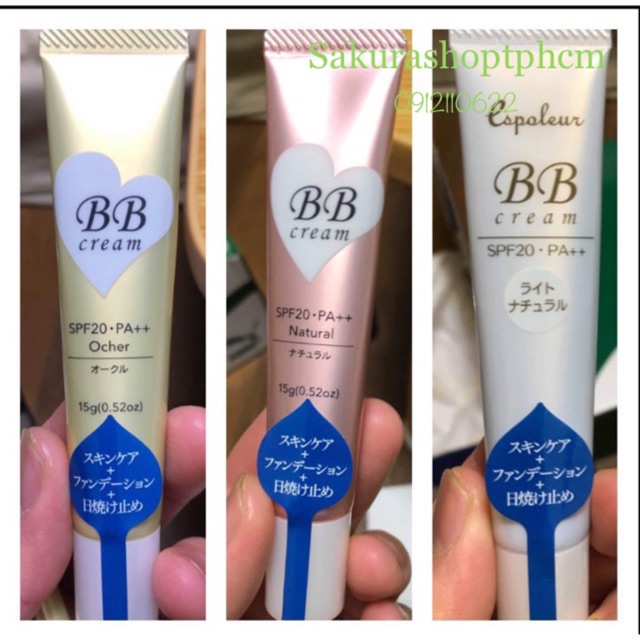 Sakurashoptphcm
0912110622
BB
cream
SPF20・PA++
Ocher
オークル
15g(0.52oz)
スキンケア
+
ファンデーション
+
日焼け止め
BB
cream
SPF20・PA++
Natural
ナチュラル
15g(0.52oz)
スキンケア
+
ファンデーション
+
日焼け止め
Espoleur
BB
cream
SPF20・PA++
ライト
ナチュラル
スキンケア
+
ファンデーション
+
日焼け止め